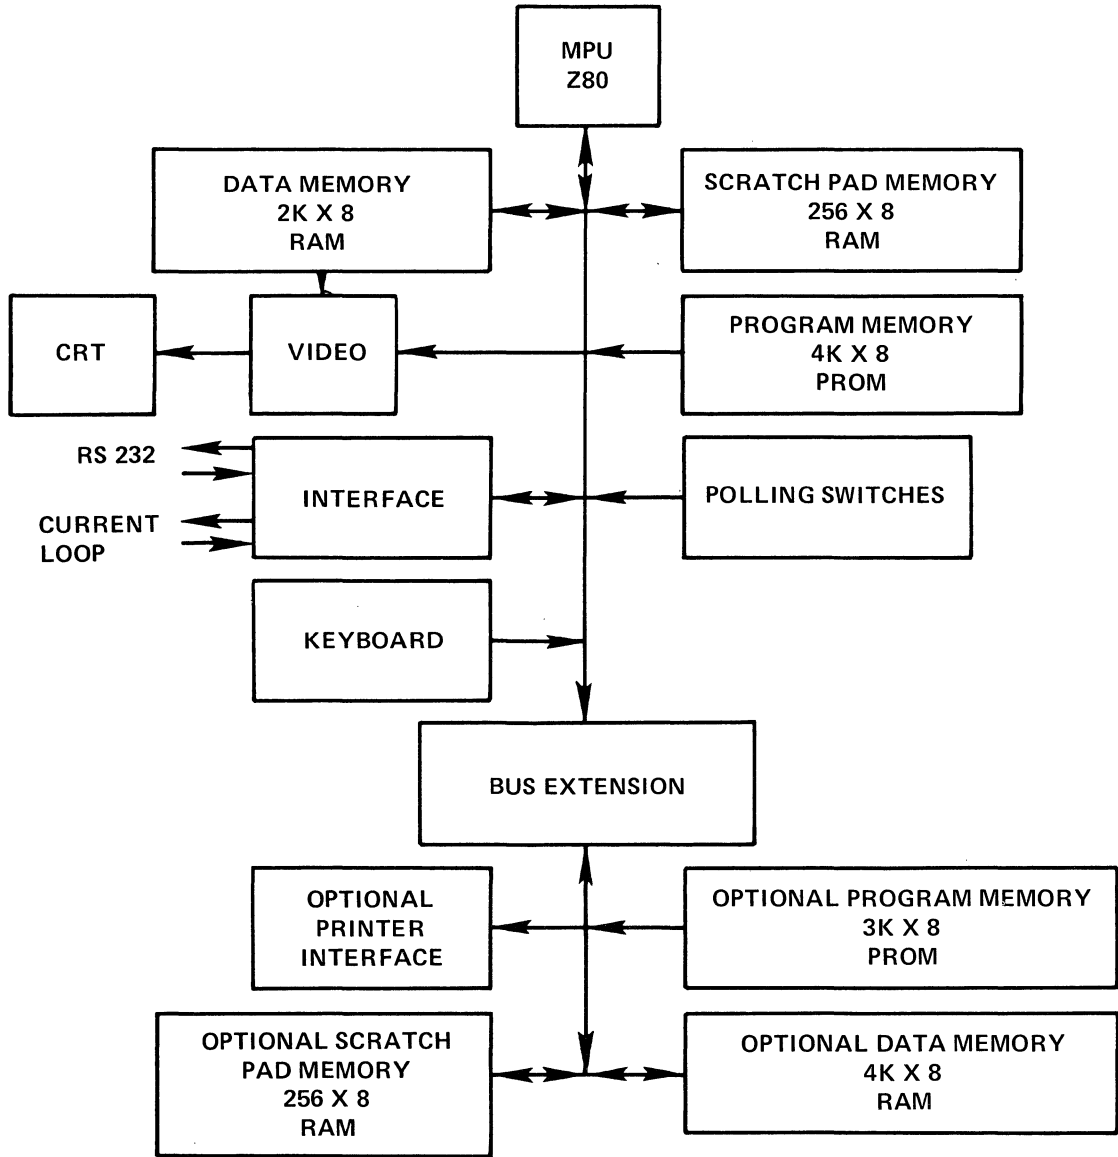 MPU
Z80
DATA MEMORY
2K X 8
RAM
SCRATCH PAD MEMORY
256 X 8
RAM
CRT
VIDEO
PROGRAM MEMORY
4K X 8
PROM
RS 232
CURRENT
LOOP
INTERFACE
POLLING SWITCHES
KEYBOARD
BUS EXTENSION
OPTIONAL
PRINTER
INTERFACE
OPTIONAL PROGRAM MEMORY
3K X 8
PROM
OPTIONAL SCRATCH
PAD MEMORY
256 X 8
RAM
OPTIONAL DATA MEMORY
4K X 8
RAM